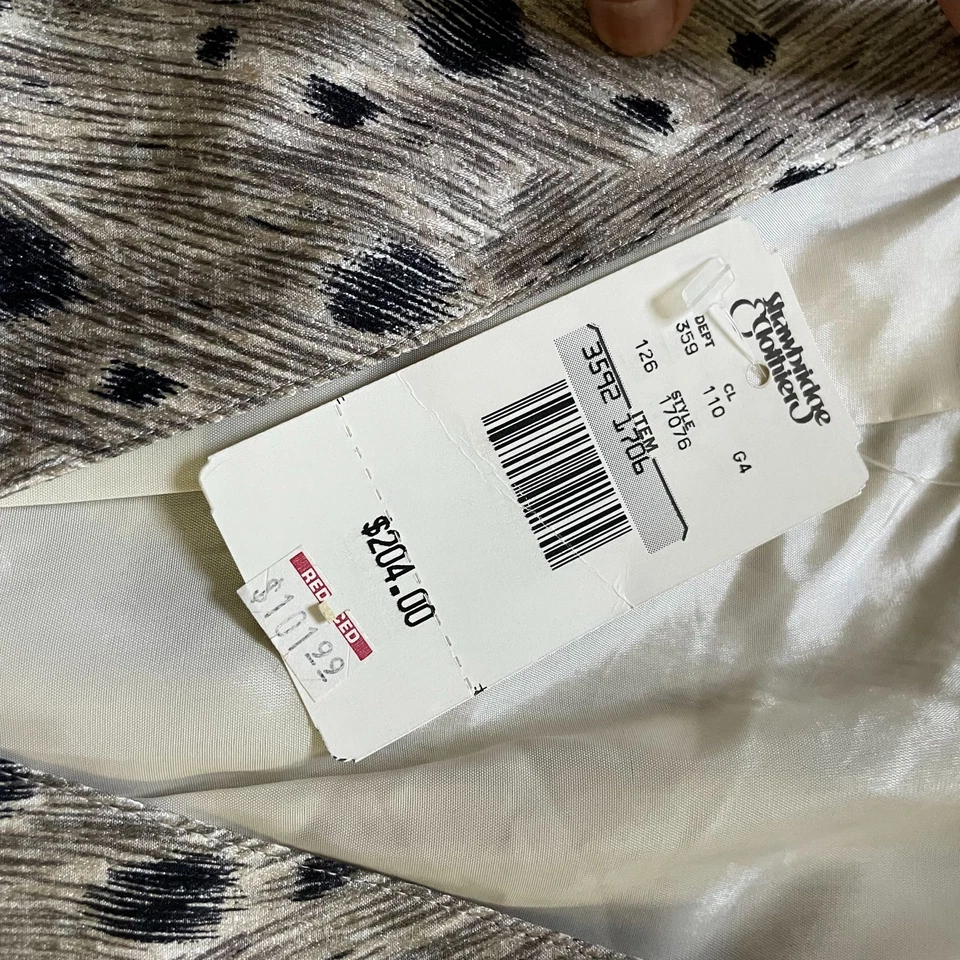 Strawbridge
& Clothier
DEPT CL
359 110 G4
126 STYLE
17076
ITEM
3592 1706
$204.00
REDUCED
$101.99